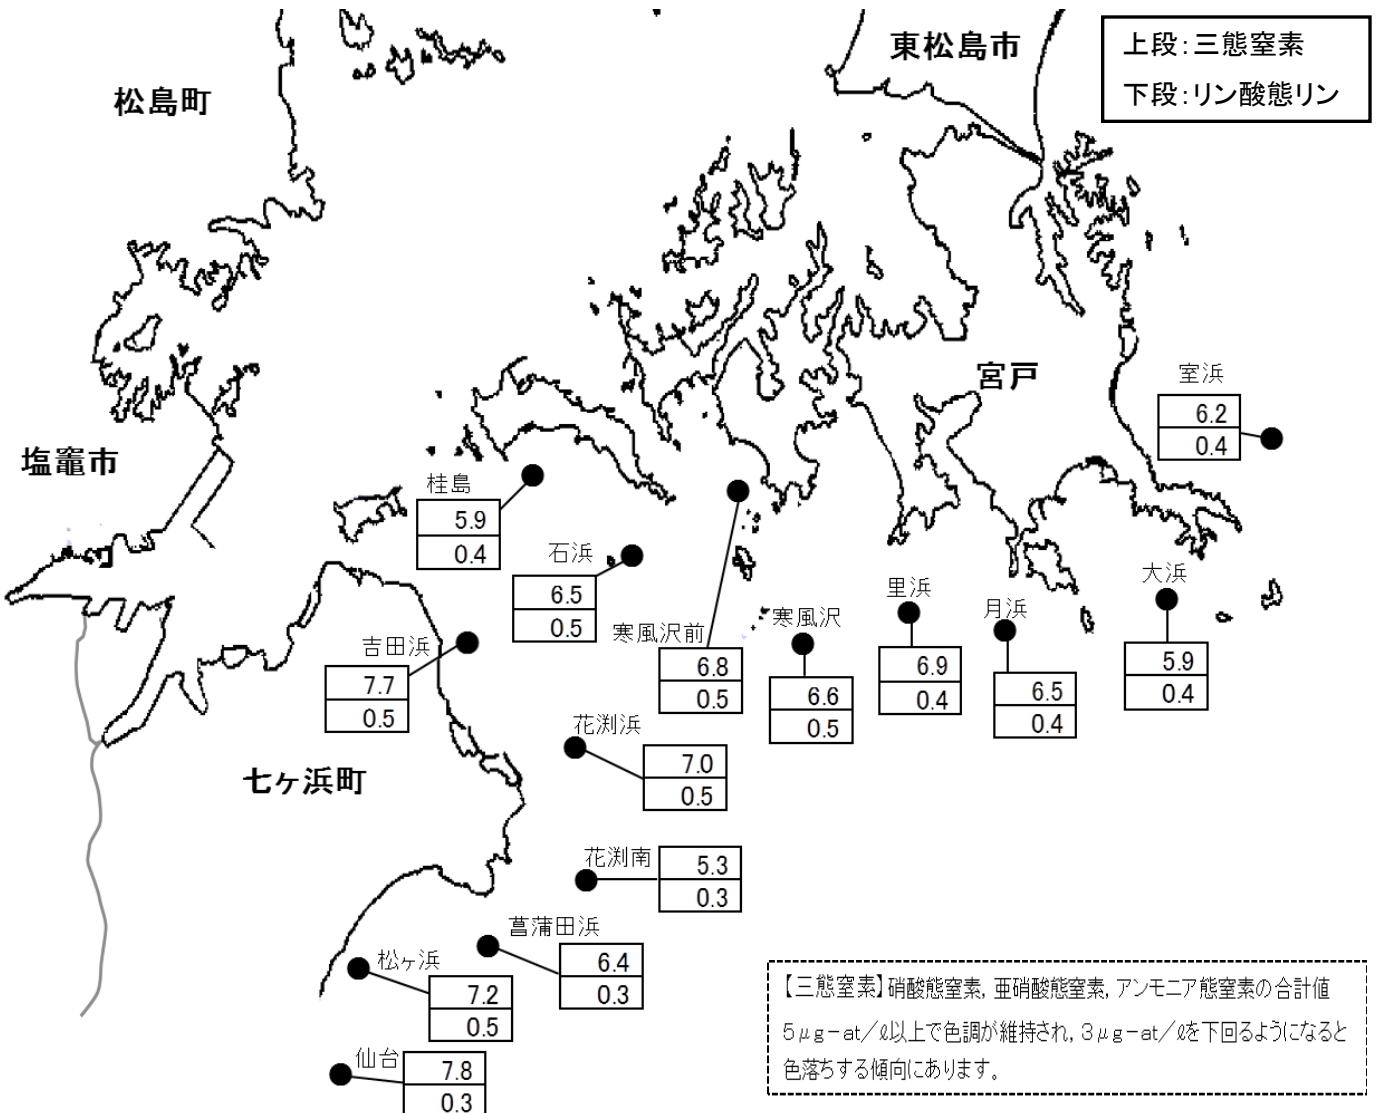 東松島市
上段：三態窒素
下段：リン酸態リン
松島町
宮戸
室浜
6.2
0.4
塩竈市
桂島
5.9
0.4
石浜
6.5
0.5
寒風沢前
6.8
0.5
寒風沢
6.6
0.5
里浜
6.9
0.4
月浜
6.5
0.4
大浜
5.9
0.4
吉田浜
7.7
0.5
花渕浜
7.0
0.5
七ヶ浜町
花渕南
5.3
0.3
菖蒲田浜
6.4
0.3
松ヶ浜
7.2
0.5
仙台
7.8
0.3
【三態窒素】硝酸態窒素，亜硝酸態窒素，アンモニア態窒素の合計値
5μg－at／ℓ以上で色調が維持され，3μg－at／ℓを下回るようになると
色落ちする傾向にあります。